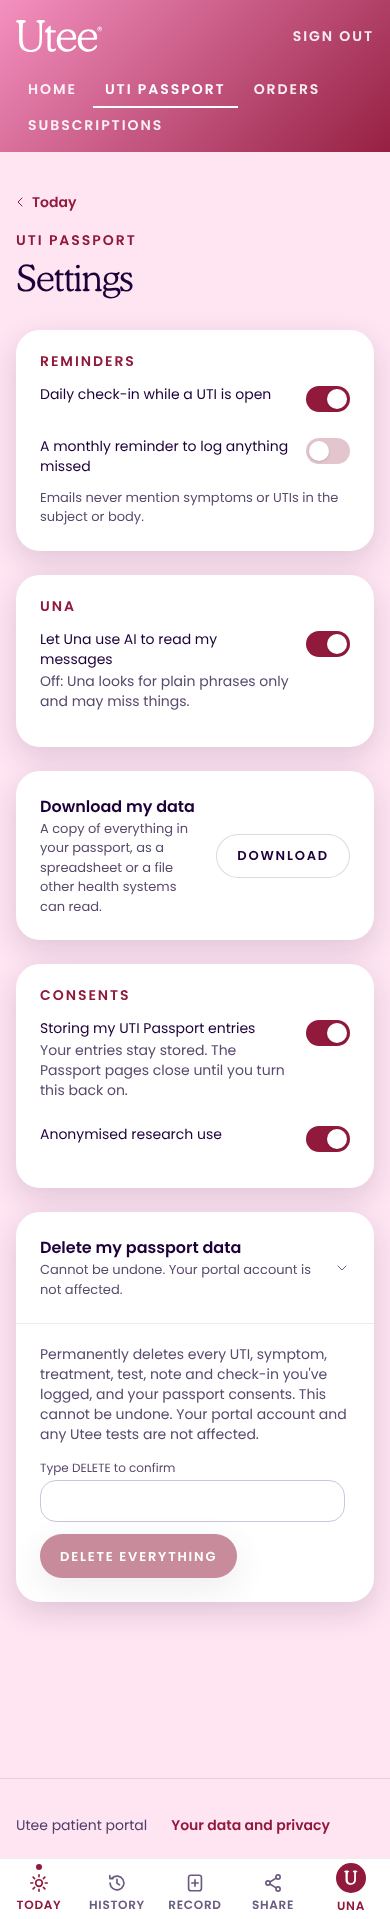 Utee®
SIGN OUT
HOME
UTI PASSPORT
ORDERS
SUBSCRIPTIONS
Today
UTI PASSPORT
Settings
REMINDERS
Daily check-in while a UTI is open
A monthly reminder to log anything
missed
Emails never mention symptoms or UTIs in the
subject or body.
UNA
Let Una use AI to read my
messages
Off: Una looks for plain phrases only
and may miss things.
Download my data
A copy of everything in
your passport, as a
spreadsheet or a file
other health systems
can read.
DOWNLOAD
CONSENTS
Storing my UTI Passport entries
Your entries stay stored. The
Passport pages close until you turn
this back on.
Anonymised research use
Delete my passport data
Cannot be undone. Your portal account is
not affected.
Permanently deletes every UTI, symptom,
treatment, test, note and check-in you've
logged, and your passport consents. This
cannot be undone. Your portal account and
any Utee tests are not affected.
Type DELETE to confirm
DELETE EVERYTHING
Utee patient portal
Your data and privacy
TODAY
HISTORY
RECORD
SHARE
U
UNA